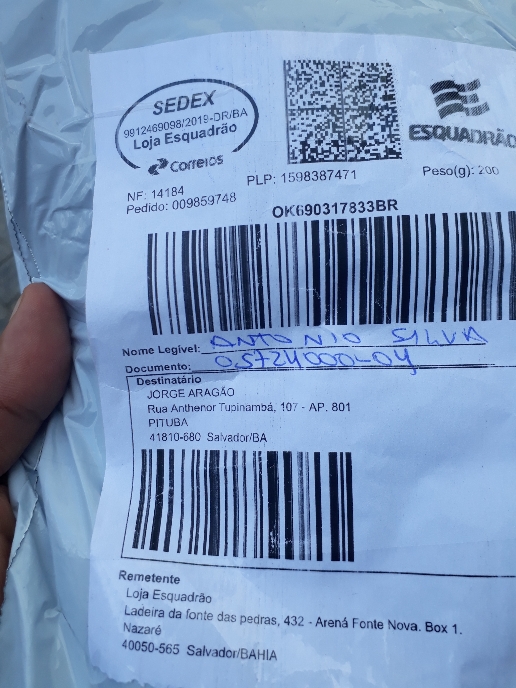 SEDEX
9912469098/2019-DR/BA
Loja Esquadrão
Correios
ESQUADRÃO
NF: 14184
PLP: 1598387471
Peso(g): 200
Pedido: 009859748
OK690317833BR
Nome Legível: ANTONIO SILVA
Documento:
Destinatário
JORGE ARAGÃO
Rua Anthenor Tupinambá, 107 - AP. 801
PITUBA
41810-680 Salvador/BA
Remetente
Loja Esquadrão
Ladeira da fonte das pedras, 432 - Arena Fonte Nova. Box 1.
Nazaré
40050-565 Salvador/BAHIA